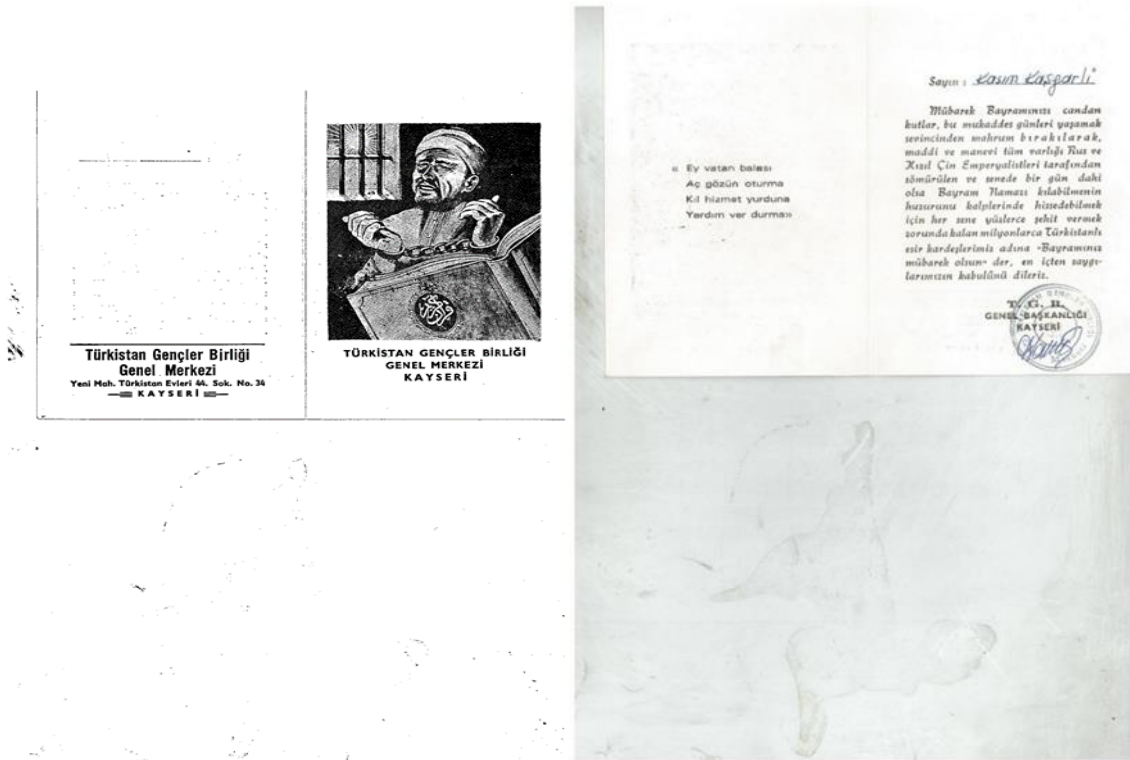 Türkistan Gençler Birliği
Genel Merkezi
Yeni Mah. Türkistan Evleri 44. Sok. No. 34
KAYSERİ
TÜRKİSTAN GENÇLER BİRLİĞİ
GENEL MERKEZİ
KAYSERİ
« Ey vatan balası
Aç gözün oturma
Kıl hizmet yurduna
Yardım ver durma»
Sayın : Kasım Kaşgarlı
Mübarek Bayramınızı candan
kutlar, bu mukaddes günleri yaşamak
sevincinden mahrum bırakılarak,
maddi ve manevi tüm varlığı Rus ve
Kızıl Çin Emperyalistleri tarafından
sömürülen ve senede bir gün dahi
olsa Bayram Namazı kılabilmenin
huzurunu kalplerinde hissedebilmek
için her sene yüzlerce şehit vermek
zorunda kalan milyonlarca Türkistanlı
esir kardeşlerimiz adına «Bayramınız
mübarek olsun» der, en içten saygı-
larımızın kabulünü dileriz.
T. G. B.
GENEL BAŞKANLIĞI
KAYSERİ